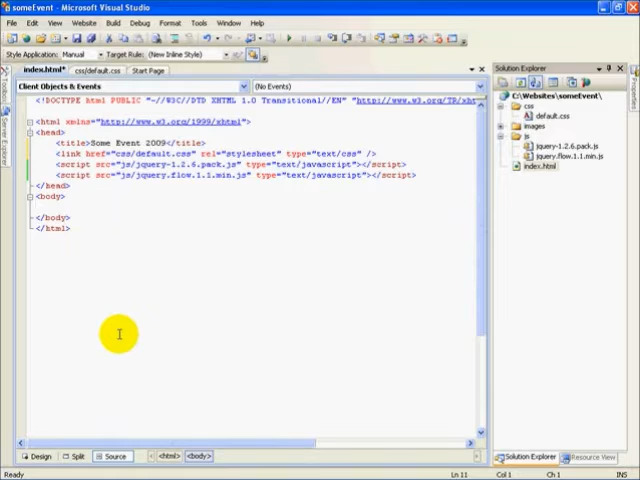 someEvent - Microsoft Visual Studio
File Edit View Website Build Debug Format Tools Window Help
Style Application: Manual Target Rule: (New Inline Style)
index.html* css/default.css Start Page
Client Objects & Events (No Events)
<!DOCTYPE html PUBLIC "-//W3C//DTD XHTML 1.0 Transitional//EN" "http://www.w3.org/TR/xht
<html xmlns="http://www.w3.org/1999/xhtml">
<head>
<title>Some Event 2009</title>
<link href="css/default.css" rel="stylesheet" type="text/css" />
<script src="js/jquery-1.2.6.pack.js" type="text/javascript"></script>
<script src="js/jquery.flow.1.1.min.js" type="text/javascript"></script>
</head>
<body>
</body>
</html>
Design Split Source <html> <body>
Ready Ln 11 Col 1 Ch 1 INS
Toolbox
Server Explorer
Solution Explorer
C:\Websites\someEvent\
css
default.css
images
js
jquery-1.2.6.pack.js
jquery.flow.1.1.min.js
index.html
Solution Explorer Resource View
Properties